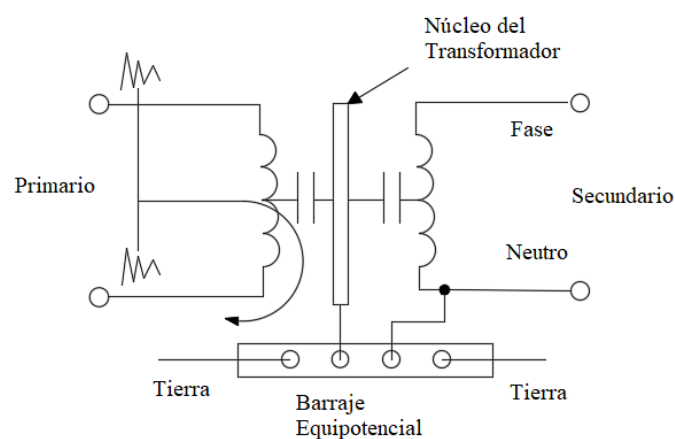 Núcleo del
Transformador
Fase
Primario
Secundario
Neutro
Tierra
Barraje
Equipotencial
Tierra